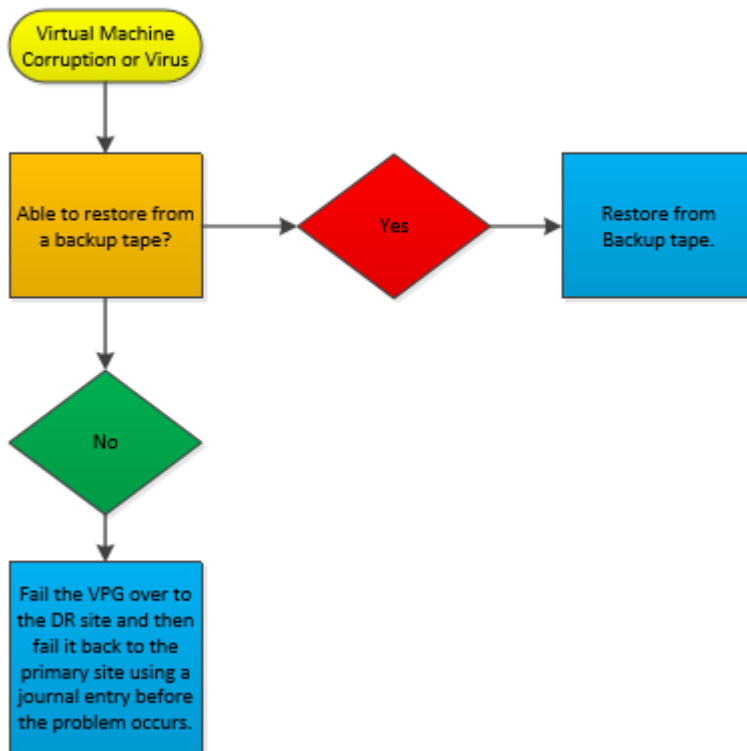 Virtual Machine
Corruption or Virus
Able to restore from
a backup tape?
Yes
Restore from
Backup tape.
No
Fail the VPG over to
the DR site and then
fail it back to the
primary site using a
journal entry before
the problem occurs.